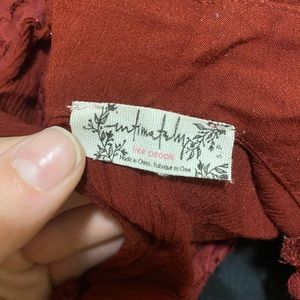 intimately
free people
Made in China · Fabriqué en Chine
S P